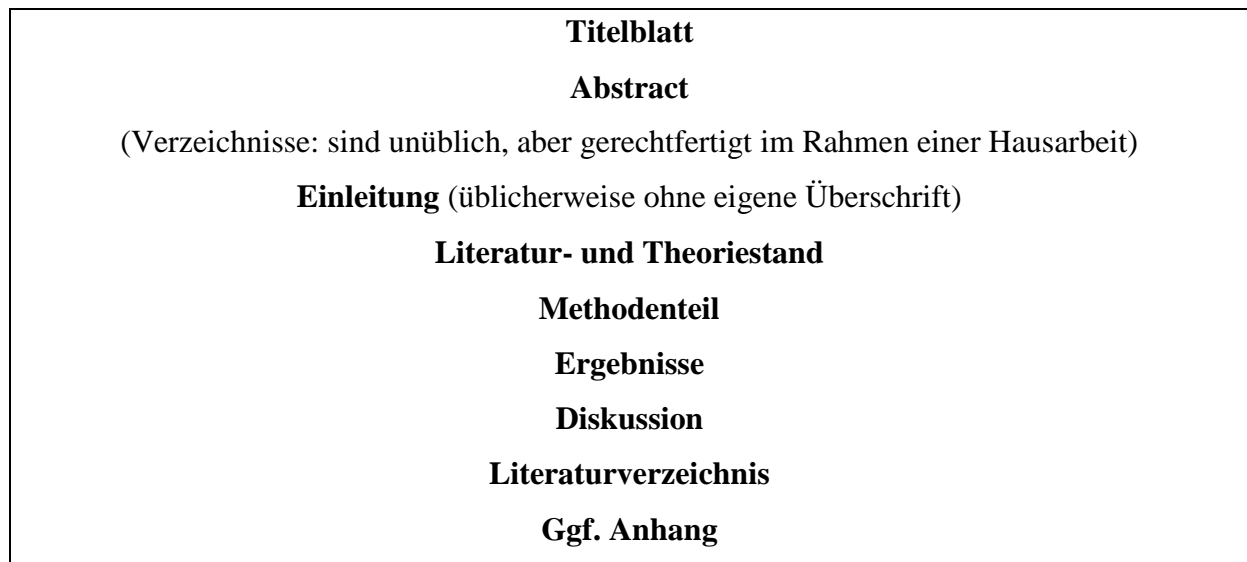 Titelblatt
Abstract
(Verzeichnisse: sind unüblich, aber gerechtfertigt im Rahmen einer Hausarbeit)
Einleitung (üblicherweise ohne eigene Überschrift)
Literatur- und Theoriestand
Methodenteil
Ergebnisse
Diskussion
Literaturverzeichnis
Ggf. Anhang